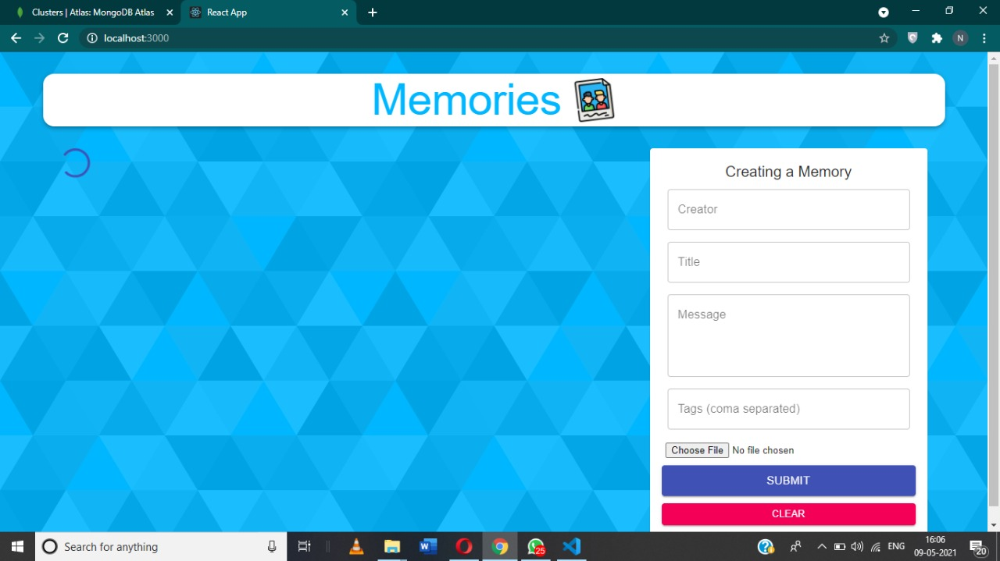 Clusters | Atlas: MongoDB Atlas
React App
localhost:3000
N
Memories
Creating a Memory
Creator
Title
Message
Tags (coma separated)
Choose File No file chosen
SUBMIT
CLEAR
Search for anything
25
ENG
16:06
09-05-2021
20